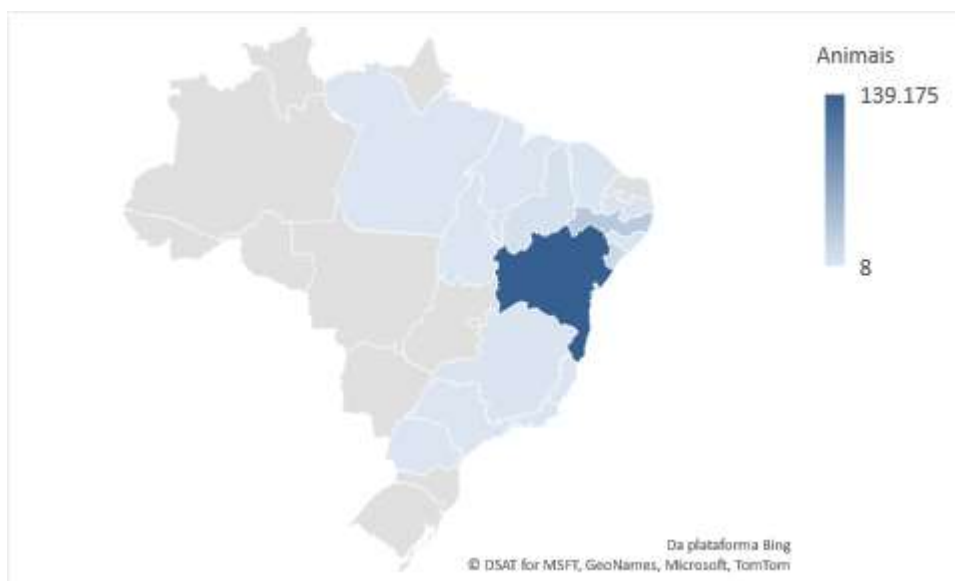 Animais
139.175
8
Da plataforma Bing
© DSAT for MSFT, GeoNames, Microsoft, TomTom